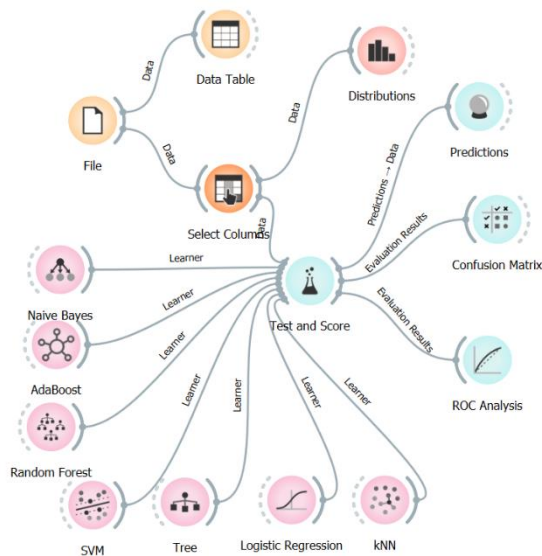 Data
Data Table
Distributions
Data
File
Data
Predictions
Data
Predictions → Data
Select Columns
Data
Evaluation Results
Confusion Matrix
Learner
Naive Bayes
Test and Score
Learner
Evaluation Results
AdaBoost
Learner
ROC Analysis
Learner
Learner
Learner
Learner
Random Forest
SVM
Tree
Logistic Regression
kNN